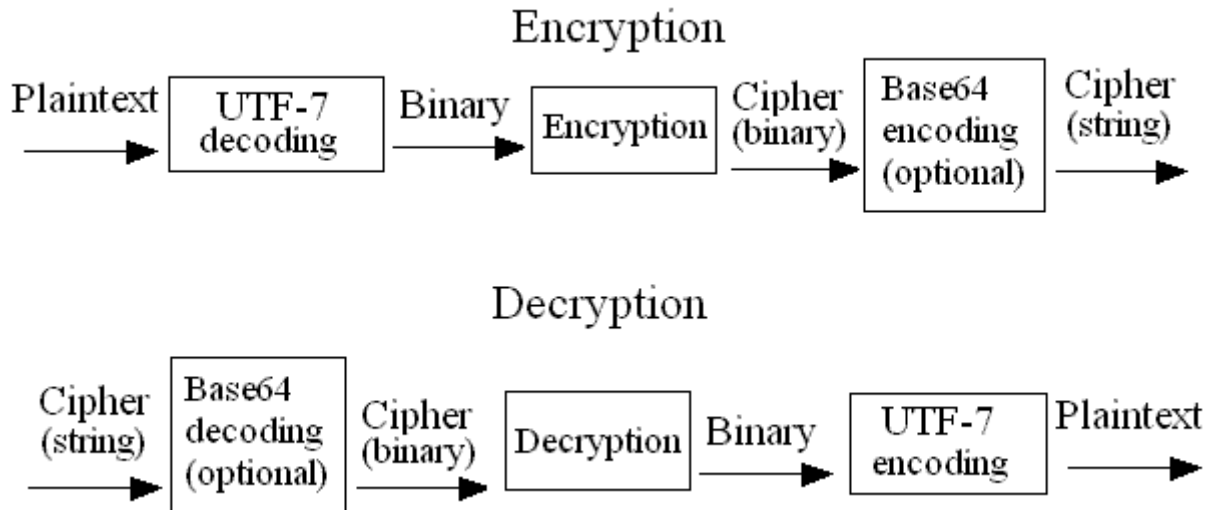 Encryption
Plaintext
UTF-7
decoding
Binary
Encryption
Cipher
(binary)
Base64
encoding
(optional)
Cipher
(string)
Decryption
Cipher
(string)
Base64
decoding
(optional)
Cipher
(binary)
Decryption
Binary
UTF-7
encoding
Plaintext